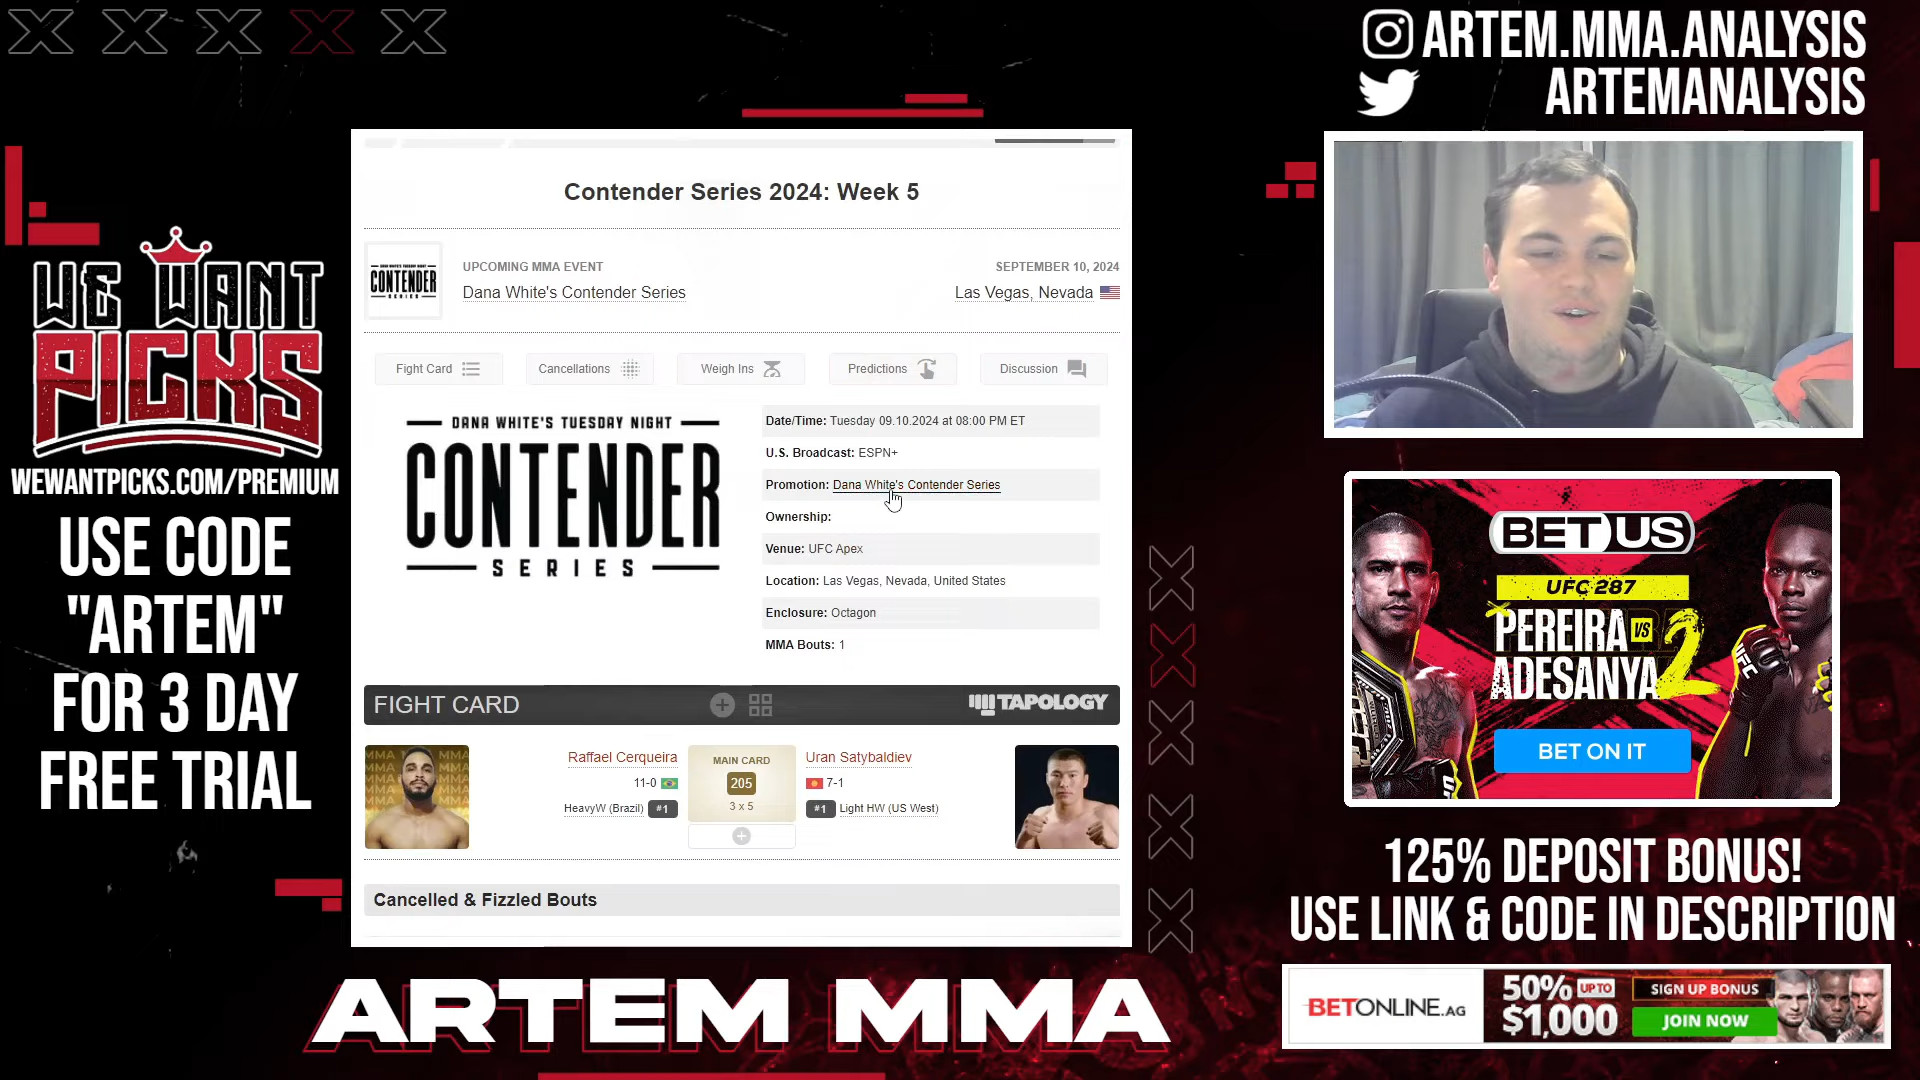 ARTEM.MMA.ANALYSIS
ARTEMANALYSIS
WE WANT
PICKS
WEWANTPICKS.COM/PREMIUM
USE CODE
"ARTEM"
FOR 3 DAY
FREE TRIAL
Contender Series 2024: Week 5
CONTENDER
SERIES
UPCOMING MMA EVENT
SEPTEMBER 10, 2024
Dana White's Contender Series
Las Vegas, Nevada
Fight Card
Cancellations
Weigh Ins
Predictions
Discussion
DANA WHITE'S TUESDAY NIGHT
CONTENDER
SERIES
Date/Time: Tuesday 09.10.2024 at 08:00 PM ET
U.S. Broadcast: ESPN+
Promotion: Dana White's Contender Series
Ownership:
Venue: UFC Apex
Location: Las Vegas, Nevada, United States
Enclosure: Octagon
MMA Bouts: 1
FIGHT CARD
TAPOLOGY
Raffael Cerqueira
11-0
HeavyW (Brazil) #1
MAIN CARD
205
3 x 5
Uran Satybaldiev
7-1
#1 Light HW (US West)
Cancelled & Fizzled Bouts
BETUS
UFC 287
PEREIRA VS
ADESANYA 2
BET ON IT
125% DEPOSIT BONUS!
USE LINK & CODE IN DESCRIPTION
BETONLINE.AG
50% UP TO
$1,000
SIGN UP BONUS
JOIN NOW
ARTEM MMA